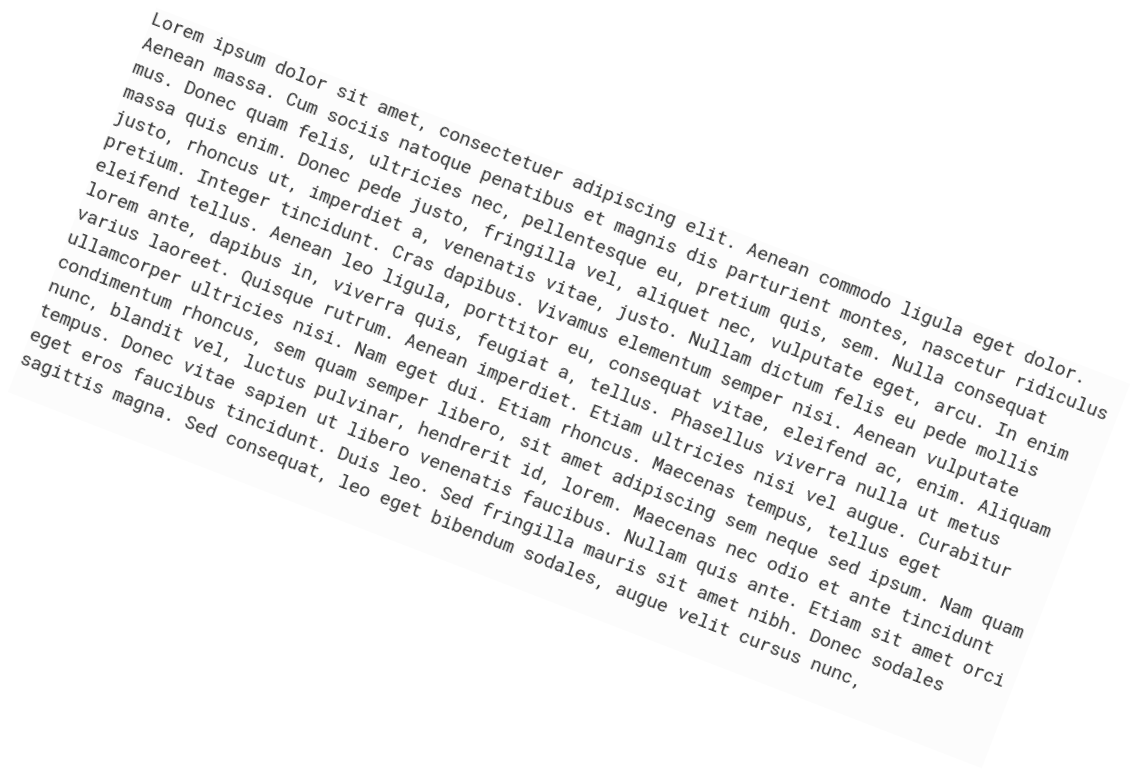 Lorem ipsum dolor sit amet, consectetuer adipiscing elit. Aenean commodo ligula eget dolor.
Aenean massa. Cum sociis natoque penatibus et magnis dis parturient montes, nascetur ridiculus
mus. Donec quam felis, ultricies nec, pellentesque eu, pretium quis, sem. Nulla consequat
massa quis enim. Donec pede justo, fringilla vel, aliquet nec, vulputate eget, arcu. In enim
justo, rhoncus ut, imperdiet a, venenatis vitae, justo. Nullam dictum felis eu pede mollis
pretium. Integer tincidunt. Cras dapibus. Vivamus elementum semper nisi. Aenean vulputate
eleifend tellus. Aenean leo ligula, porttitor eu, consequat vitae, eleifend ac, enim. Aliquam
lorem ante, dapibus in, viverra quis, feugiat a, tellus. Phasellus viverra nulla ut metus
varius laoreet. Quisque rutrum. Aenean imperdiet. Etiam ultricies nisi vel augue. Curabitur
ullamcorper ultricies nisi. Nam eget dui. Etiam rhoncus. Maecenas tempus, tellus eget
condimentum rhoncus, sem quam semper libero, sit amet adipiscing sem neque sed ipsum. Nam quam
nunc, blandit vel, luctus pulvinar, hendrerit id, lorem. Maecenas nec odio et ante tincidunt
tempus. Donec vitae sapien ut libero venenatis faucibus. Nullam quis ante. Etiam sit amet orci
eget eros faucibus tincidunt. Duis leo. Sed fringilla mauris sit amet nibh. Donec sodales
sagittis magna. Sed consequat, leo eget bibendum sodales, augue velit cursus nunc,